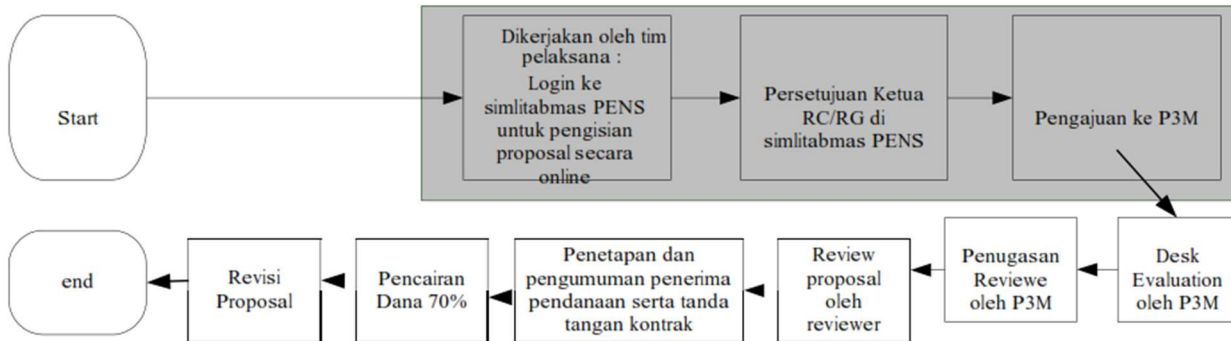 Start
Dikerjakan oleh tim
pelaksana :
Login ke
simlitabmas PENS
untuk pengisian
proposal secara
online
Persetujuan Ketua
RC/RG di
simlitabmas PENS
Pengajuan ke P3M
Desk
Evaluation
oleh P3M
Penugasan
Reviewe
oleh P3M
Review
proposal oleh
reviewer
Penetapan dan
pengumuman penerima
pendanaan serta tanda
tangan kontrak
Pencairan
Dana 70%
Revisi
Proposal
end